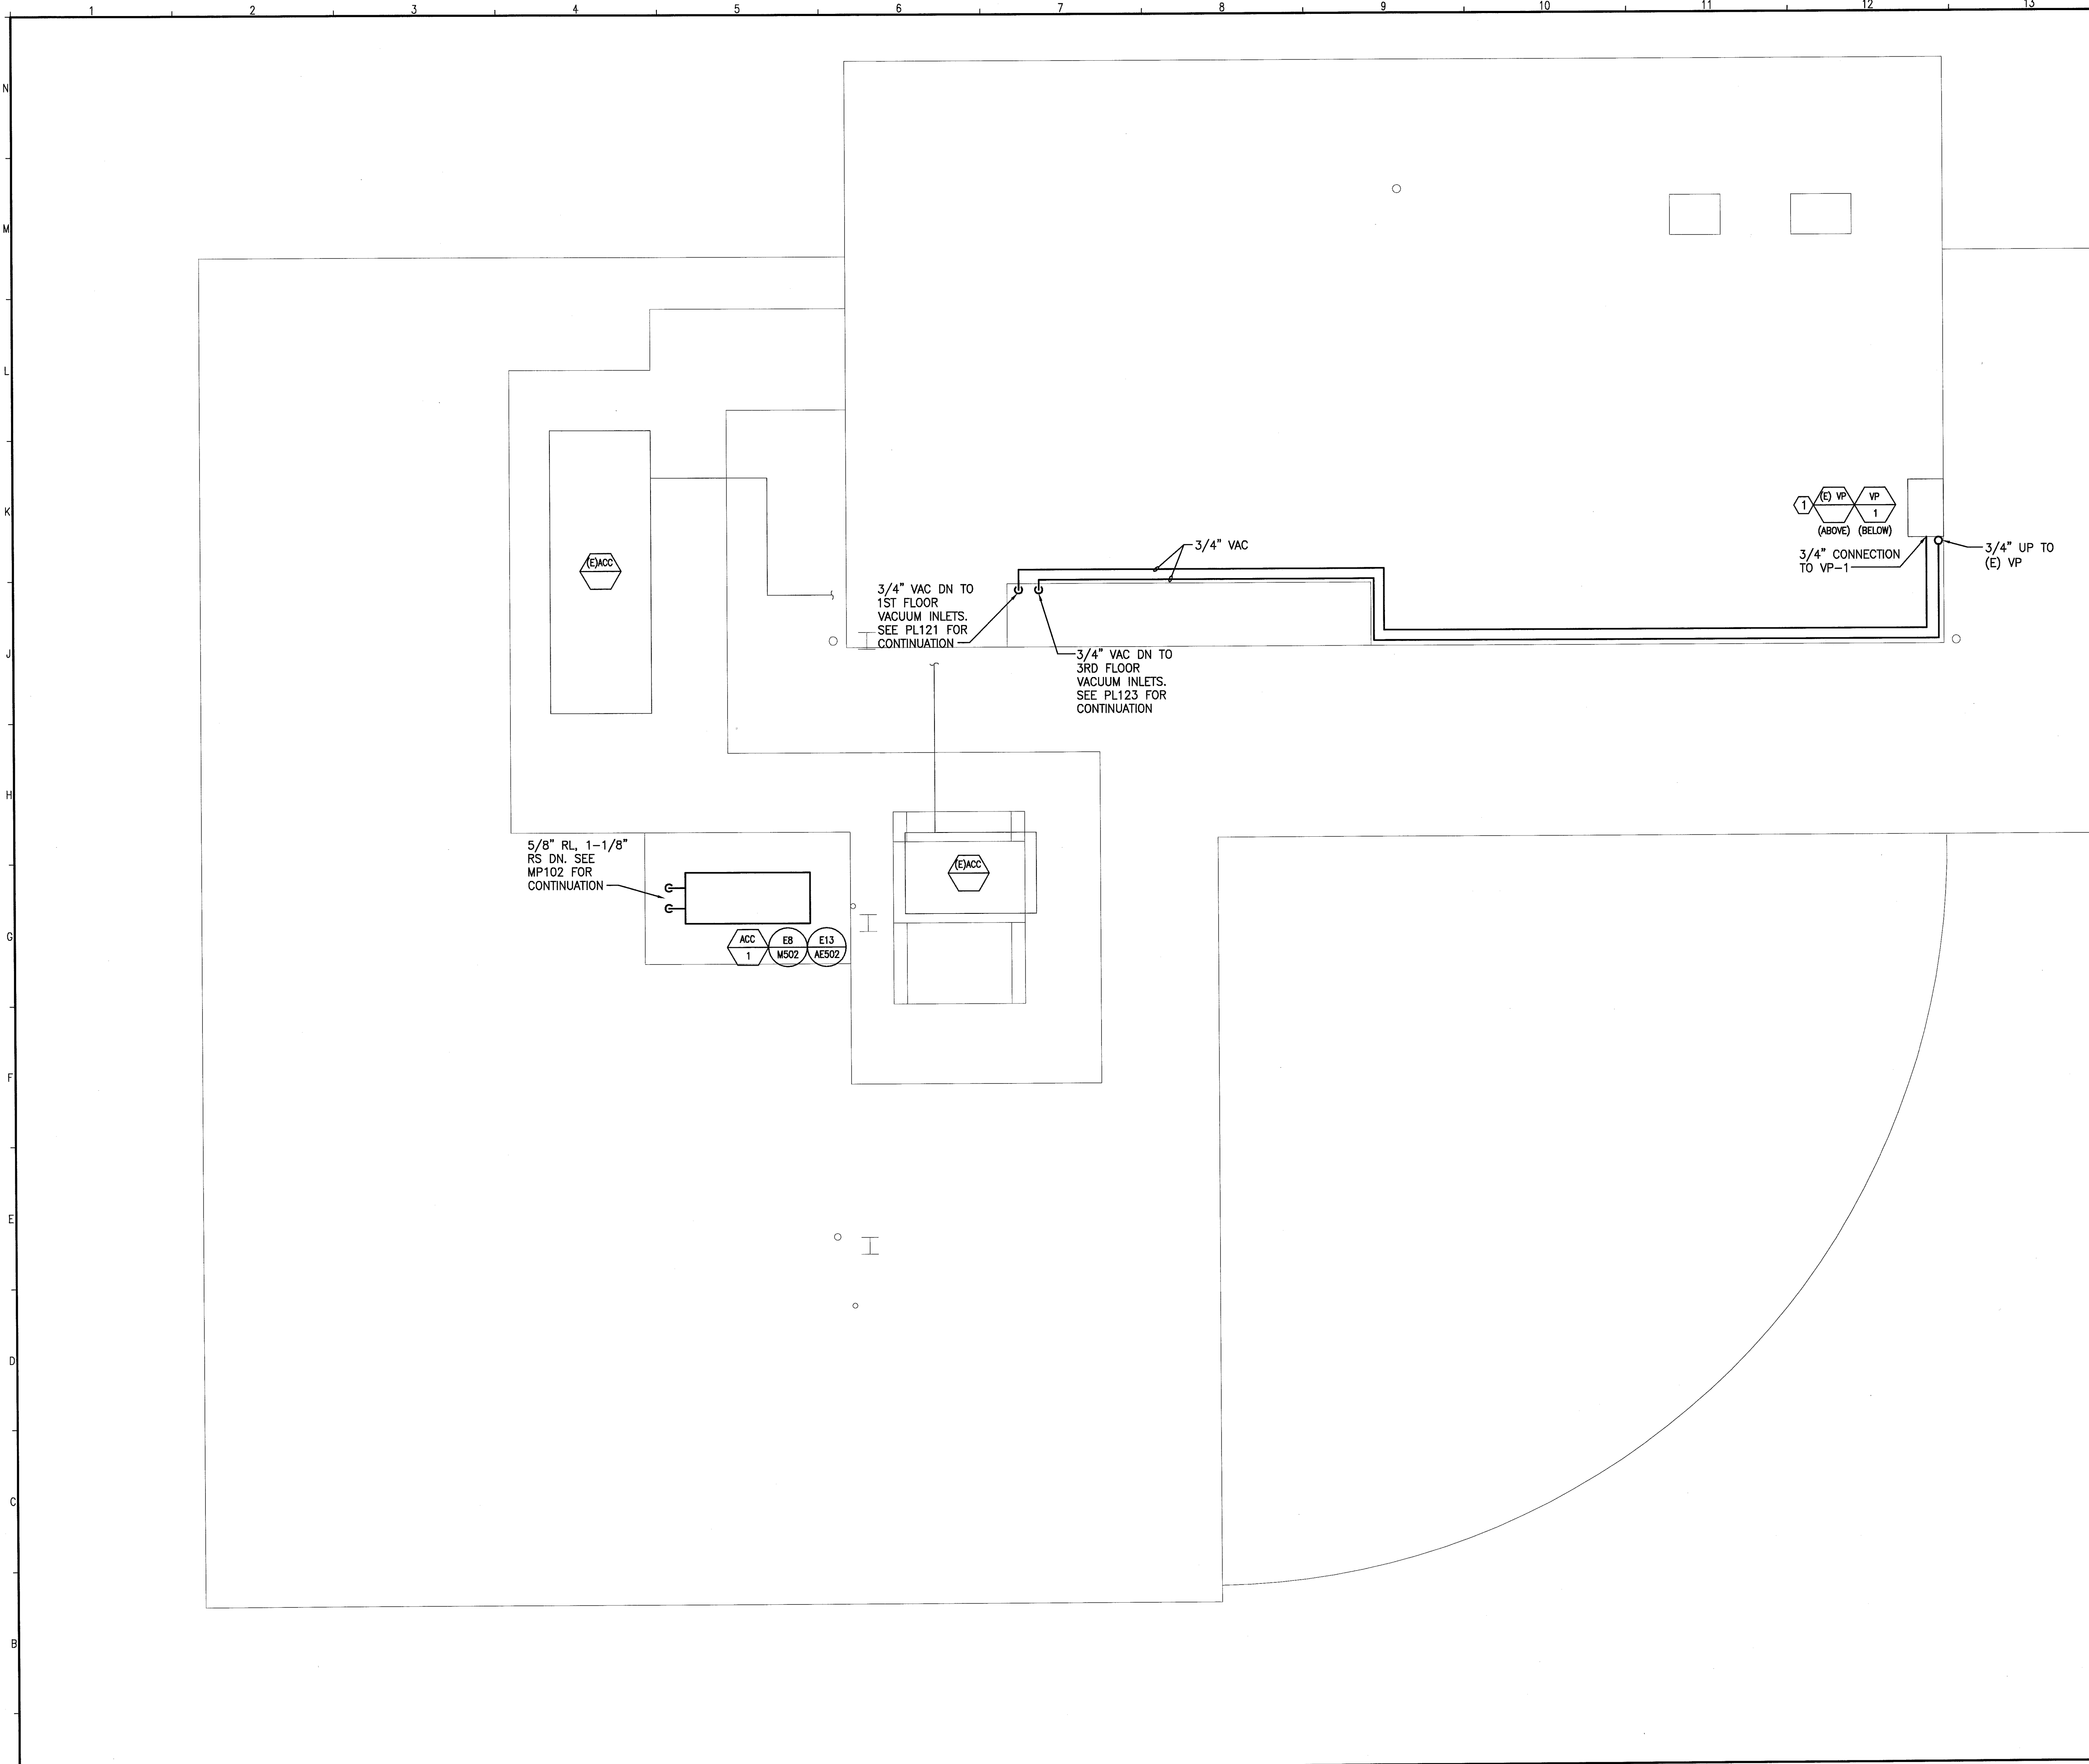 1 2 3 4 5 6 7 8 9 10 11 12 13
N
M
L
K
J
H
G
F
E
D
C
B
(E) VP
VP
1
1
(ABOVE) (BELOW)
3/4" CONNECTION
TO VP-1
3/4" UP TO
(E) VP
3/4" VAC
(E)ACC
3/4" VAC DN TO
1ST FLOOR
VACUUM INLETS.
SEE PL121 FOR
CONTINUATION
3/4" VAC DN TO
3RD FLOOR
VACUUM INLETS.
SEE PL123 FOR
CONTINUATION
5/8" RL, 1-1/8"
RS DN. SEE
MP102 FOR
CONTINUATION
(E)ACC
ACC
1
E8
M502
E13
AE502